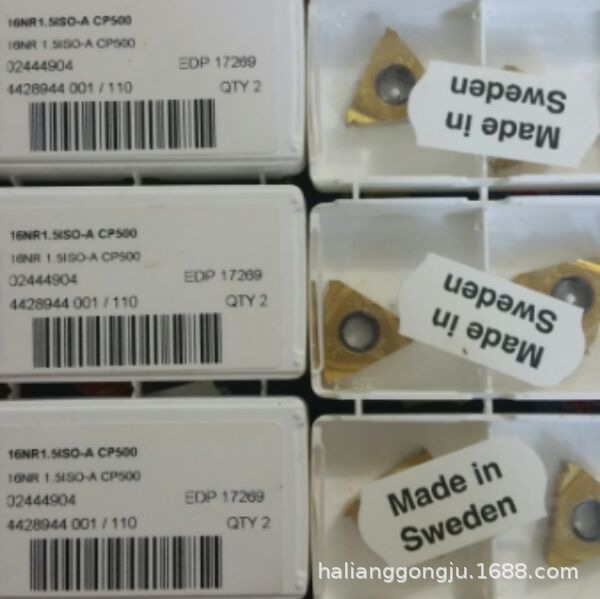 16NR1.5ISO-A CP500
16NR 1.5ISO-A CP500
02444904
EDP 17269
4428944 001 / 110
QTY 2
Made in
Sweden
16NR1.5ISO-A CP500
16NR 1.5ISO-A CP500
02444904
EDP 17269
4428944 001 / 110
QTY 2
Made in
Sweden
16NR1.5ISO-A CP500
16NR 1.5ISO-A CP500
02444904
EDP 17269
4428944 001 / 110
QTY 2
Made in
Sweden
halianggongju.1688.com